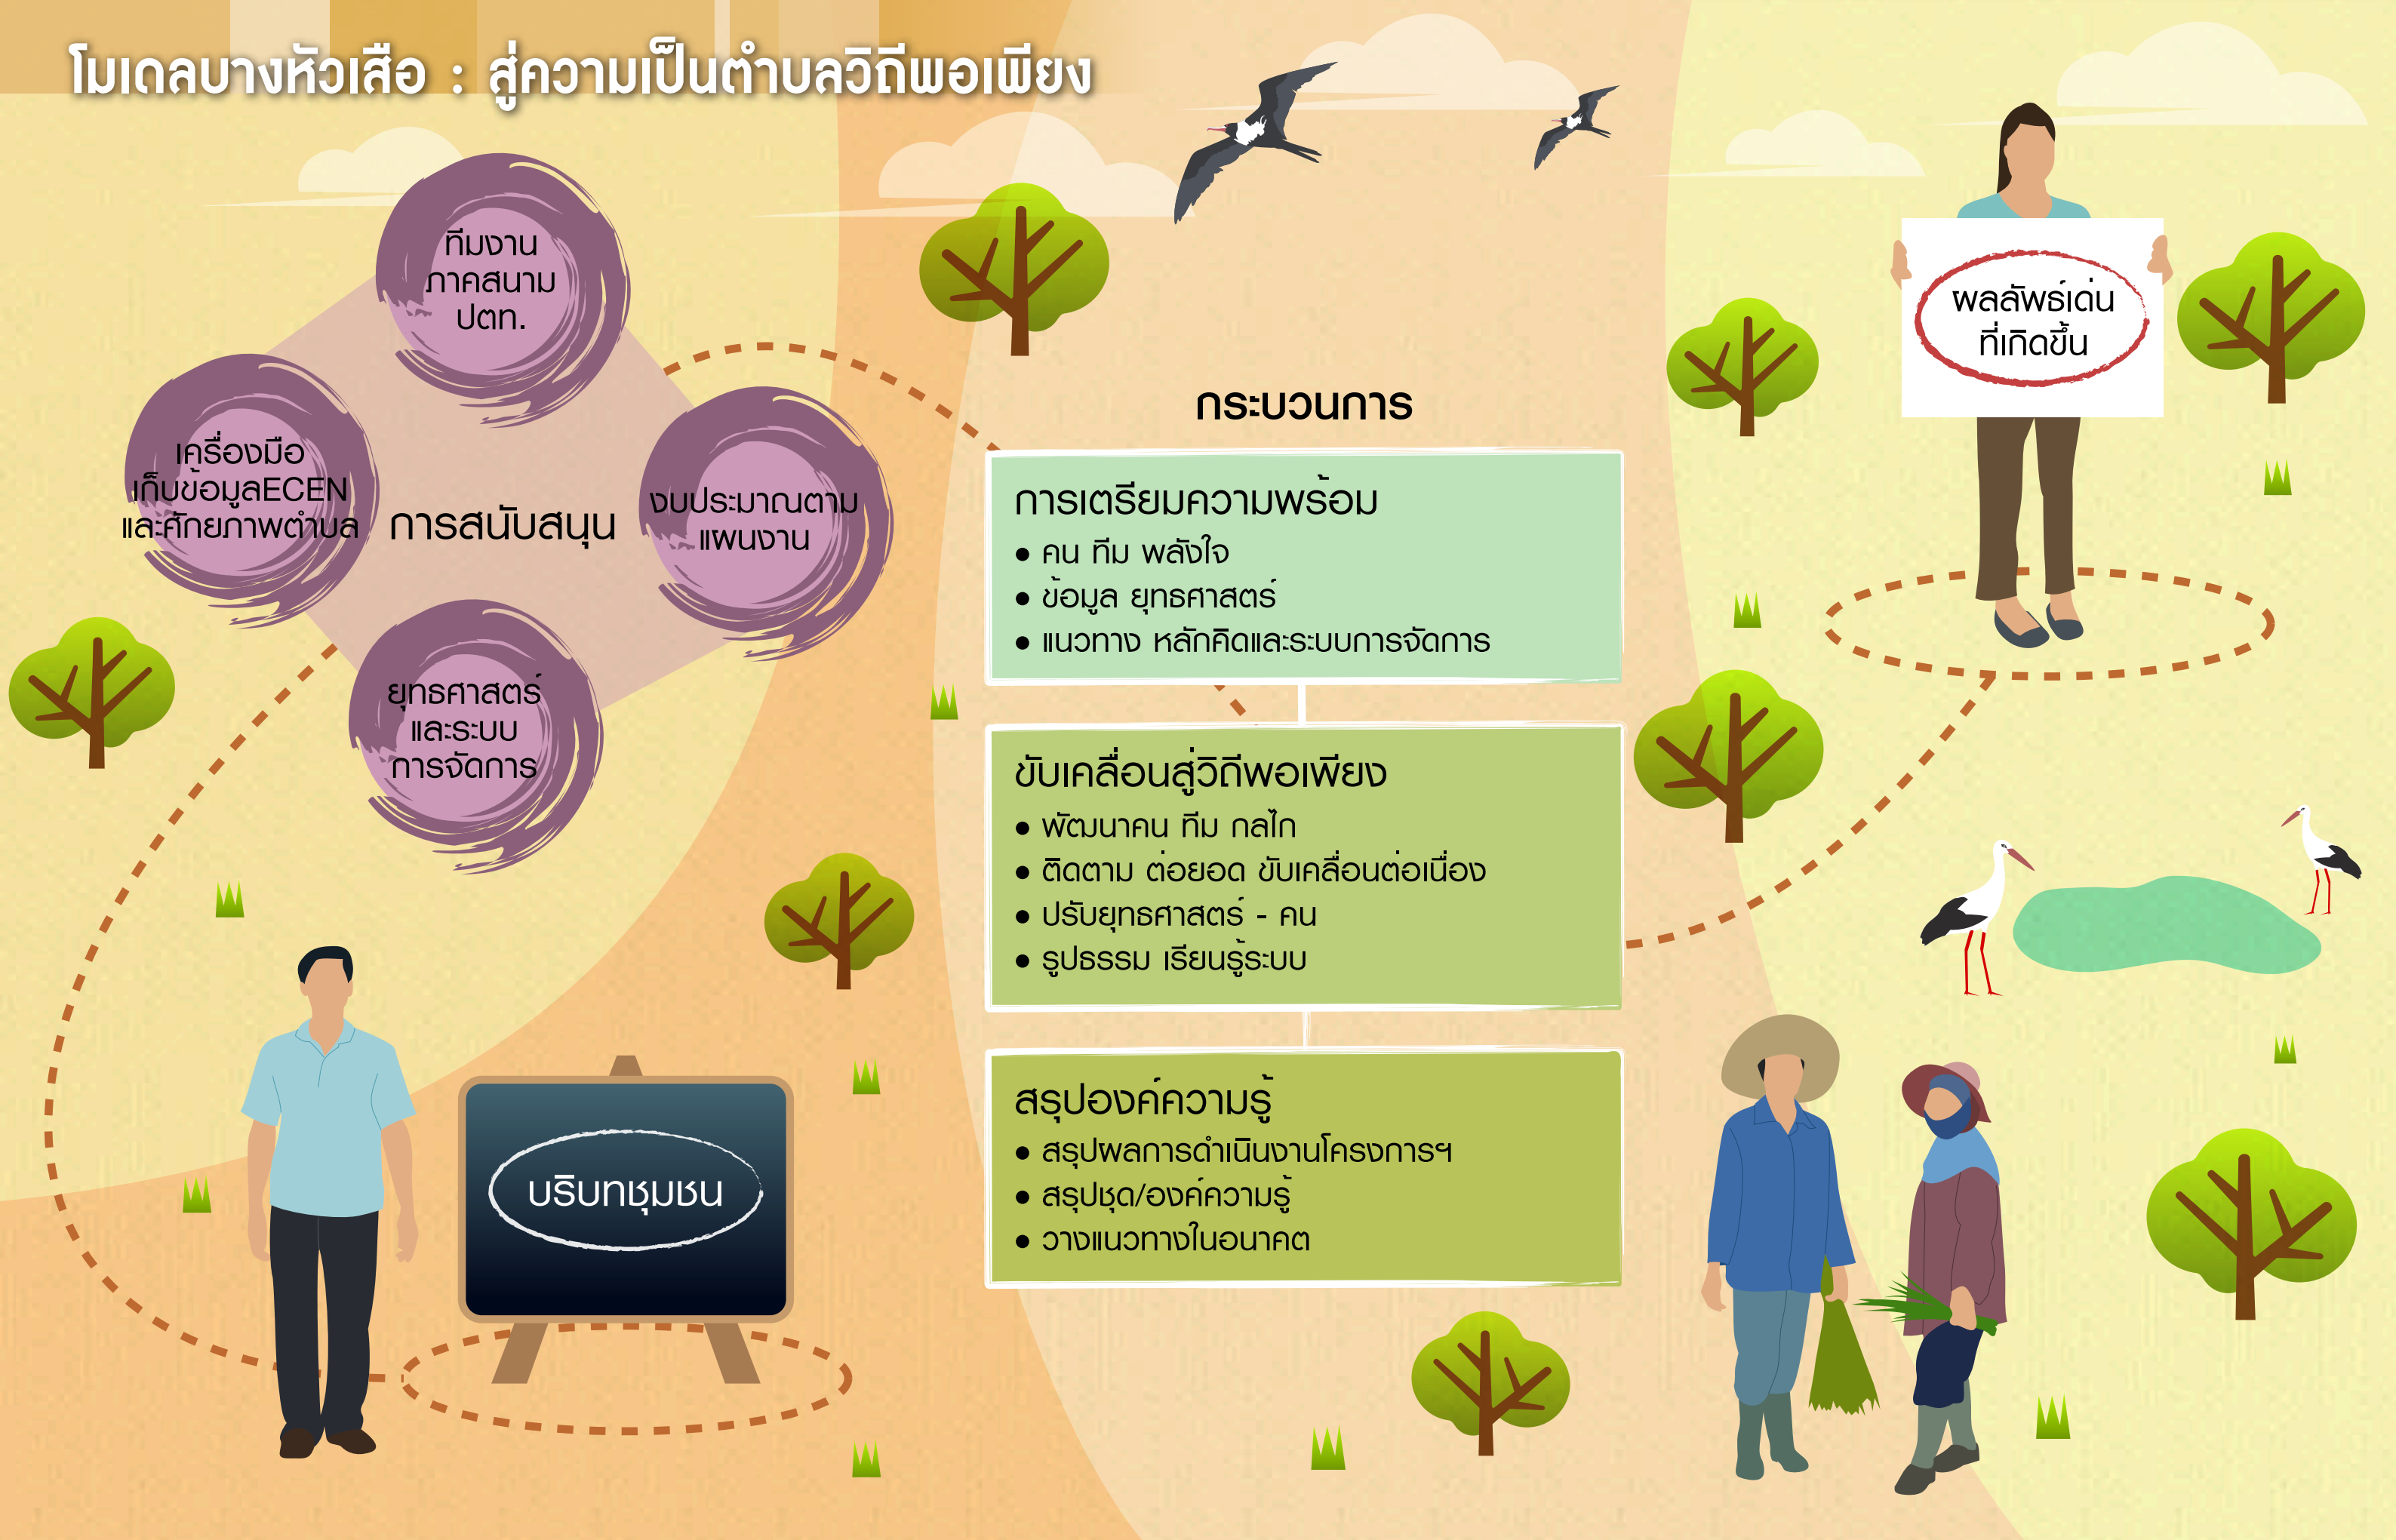 โมเดลบางหัวเสือ : สู่ความเป็นตำบลวิถีพอเพียง
ทีมงาน
ภาคสนาม
ปตท.
เครื่องมือ
เก็บข้อมูลECEN
และศักยภาพตำบล
การสนับสนุน
งบประมาณตาม
แผนงาน
ยุทธศาสตร์
และระบบ
การจัดการ
บริบทชุมชน
กระบวนการ
การเตรียมความพร้อม
• คน ทีม พลังใจ
• ข้อมูล ยุทธศาสตร์
• แนวทาง หลักคิดและระบบการจัดการ
ขับเคลื่อนสู่วิถีพอเพียง
• พัฒนาคน ทีม กลไก
• ติดตาม ต่อยอด ขับเคลื่อนต่อเนื่อง
• ปรับยุทธศาสตร์ - คน
• รูปธรรม เรียนรู้ระบบ
สรุปองค์ความรู้
• สรุปผลการดำเนินงานโครงการฯ
• สรุปชุด/องค์ความรู้
• วางแนวทางในอนาคต
ผลลัพธ์เด่น
ที่เกิดขึ้น